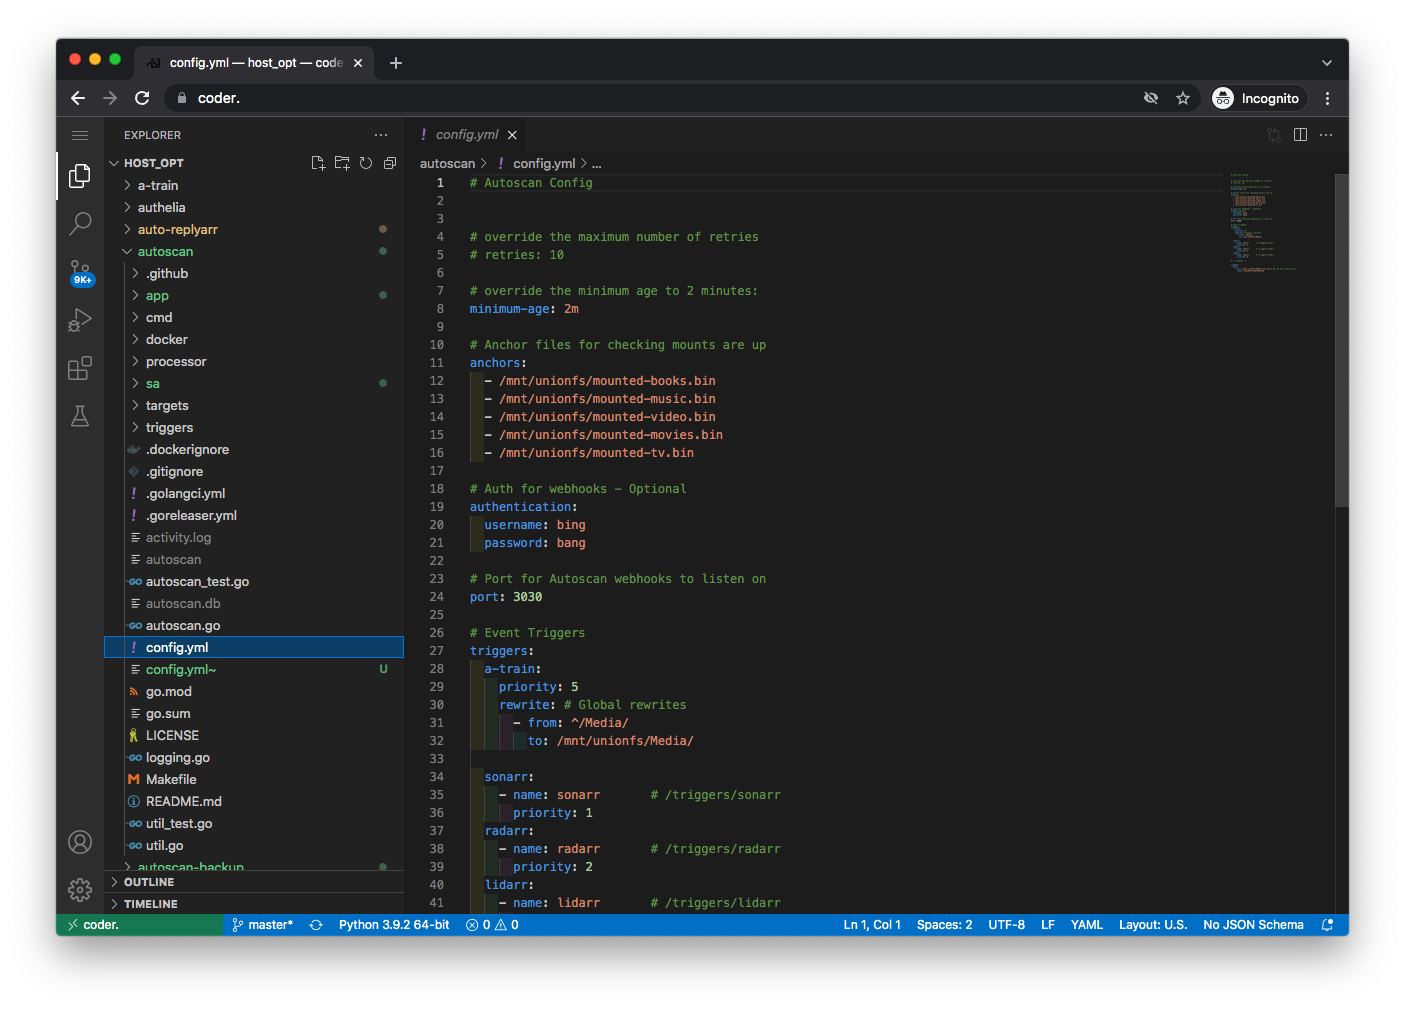 config.yml — host_opt — code
coder.
Incognito
EXPLORER
HOST_OPT
a-train
authelia
auto-replyarr
autoscan
.github
app
cmd
docker
processor
sa
targets
triggers
.dockerignore
.gitignore
.golangci.yml
.goreleaser.yml
activity.log
autoscan
autoscan_test.go
autoscan.db
autoscan.go
config.yml
config.yml~ U
go.mod
go.sum
LICENSE
logging.go
Makefile
README.md
util_test.go
util.go
autoscan-backup
OUTLINE
TIMELINE
9K+
config.yml
autoscan > config.yml > ...
1 # Autoscan Config
2
3
4 # override the maximum number of retries
5 # retries: 10
6
7 # override the minimum age to 2 minutes:
8 minimum-age: 2m
9
10 # Anchor files for checking mounts are up
11 anchors:
12 - /mnt/unionfs/mounted-books.bin
13 - /mnt/unionfs/mounted-music.bin
14 - /mnt/unionfs/mounted-video.bin
15 - /mnt/unionfs/mounted-movies.bin
16 - /mnt/unionfs/mounted-tv.bin
17
18 # Auth for webhooks - Optional
19 authentication:
20 username: bing
21 password: bang
22
23 # Port for Autoscan webhooks to listen on
24 port: 3030
25
26 # Event Triggers
27 triggers:
28 a-train:
29 priority: 5
30 rewrite: # Global rewrites
31 - from: ^/Media/
32 to: /mnt/unionfs/Media/
33
34 sonarr:
35 - name: sonarr # /triggers/sonarr
36 priority: 1
37 radarr:
38 - name: radarr # /triggers/radarr
39 priority: 2
40 lidarr:
41 - name: lidarr # /triggers/lidarr
coder. master* Python 3.9.2 64-bit 0 0 Ln 1, Col 1 Spaces: 2 UTF-8 LF YAML Layout: U.S. No JSON Schema